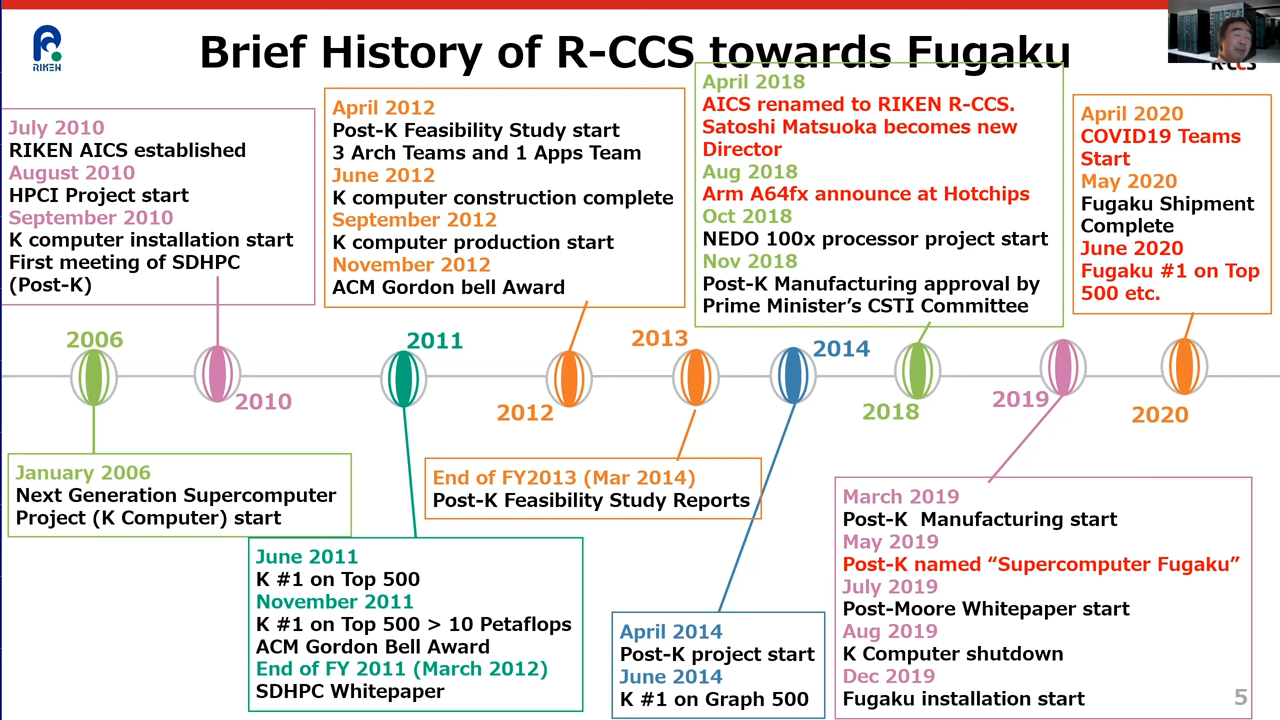 RIKEN
Brief History of R-CCS towards Fugaku
R-CCS
July 2010
RIKEN AICS established
August 2010
HPCI Project start
September 2010
K computer installation start
First meeting of SDHPC
(Post-K)
April 2012
Post-K Feasibility Study start
3 Arch Teams and 1 Apps Team
June 2012
K computer construction complete
September 2012
K computer production start
November 2012
ACM Gordon bell Award
April 2018
AICS renamed to RIKEN R-CCS.
Satoshi Matsuoka becomes new
Director
Aug 2018
Arm A64fx announce at Hotchips
Oct 2018
NEDO 100x processor project start
Nov 2018
Post-K Manufacturing approval by
Prime Minister’s CSTI Committee
April 2020
COVID19 Teams
Start
May 2020
Fugaku Shipment
Complete
June 2020
Fugaku #1 on Top
500 etc.
2006
2010
2011
2012
2013
2014
2018
2019
2020
January 2006
Next Generation Supercomputer
Project (K Computer) start
June 2011
K #1 on Top 500
November 2011
K #1 on Top 500 > 10 Petaflops
ACM Gordon Bell Award
End of FY 2011 (March 2012)
SDHPC Whitepaper
End of FY2013 (Mar 2014)
Post-K Feasibility Study Reports
April 2014
Post-K project start
June 2014
K #1 on Graph 500
March 2019
Post-K  Manufacturing start
May 2019
Post-K named “Supercomputer Fugaku”
July 2019
Post-Moore Whitepaper start
Aug 2019
K Computer shutdown
Dec 2019
Fugaku installation start
5